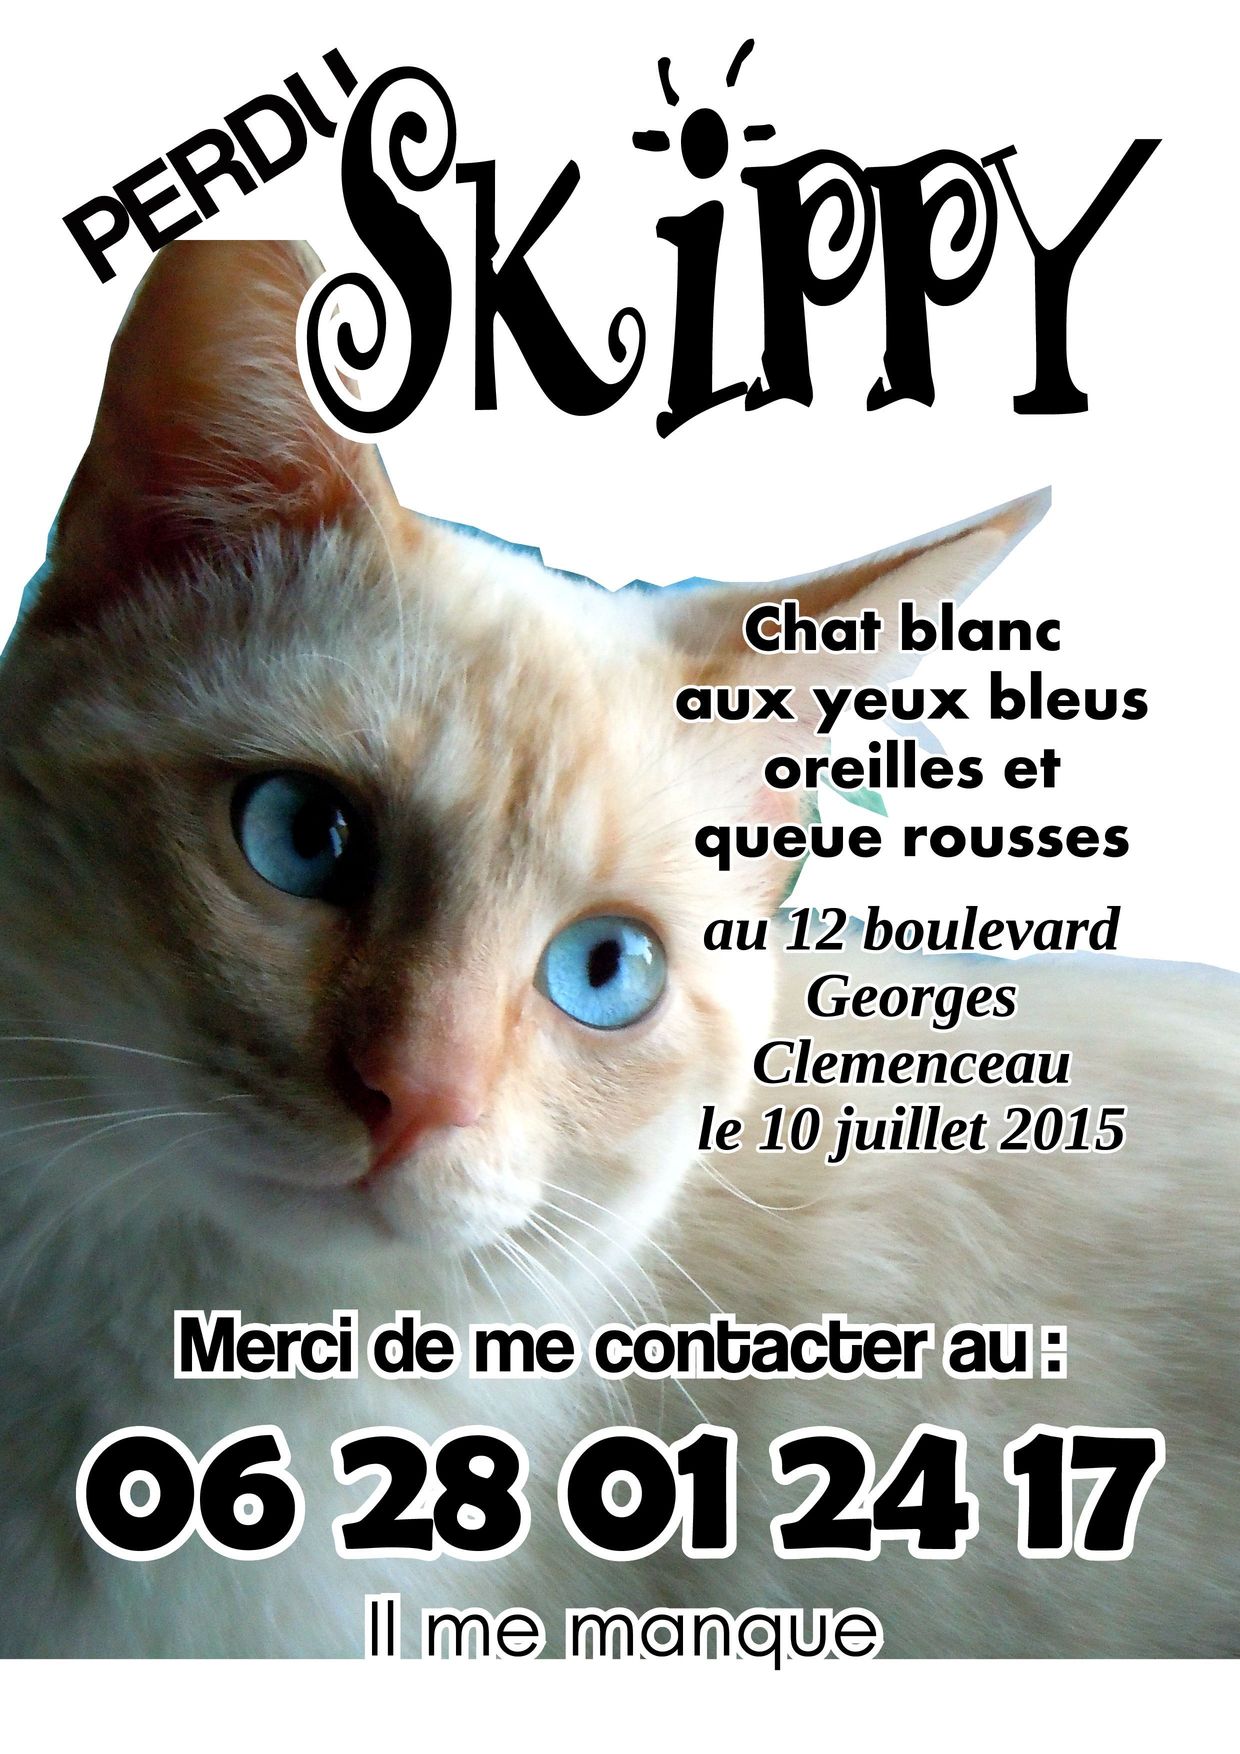 PERDU
SKiPPY
Chat blanc
aux yeux bleus
oreilles et
queue rousses
au 12 boulevard
Georges
Clemenceau
le 10 juillet 2015
Merci de me contacter au :
06 28 01 24 17
Il me manque